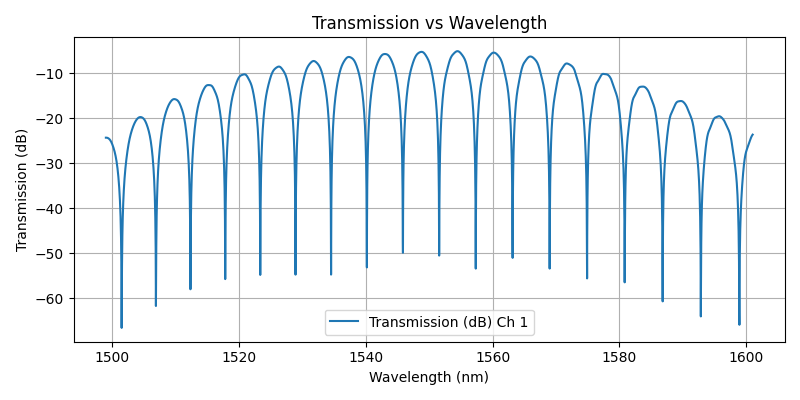 Transmission vs Wavelength
Transmission (dB)
−10
−20
−30
−40
−50
−60
Transmission (dB) Ch 1
1500 1520 1540 1560 1580 1600
Wavelength (nm)